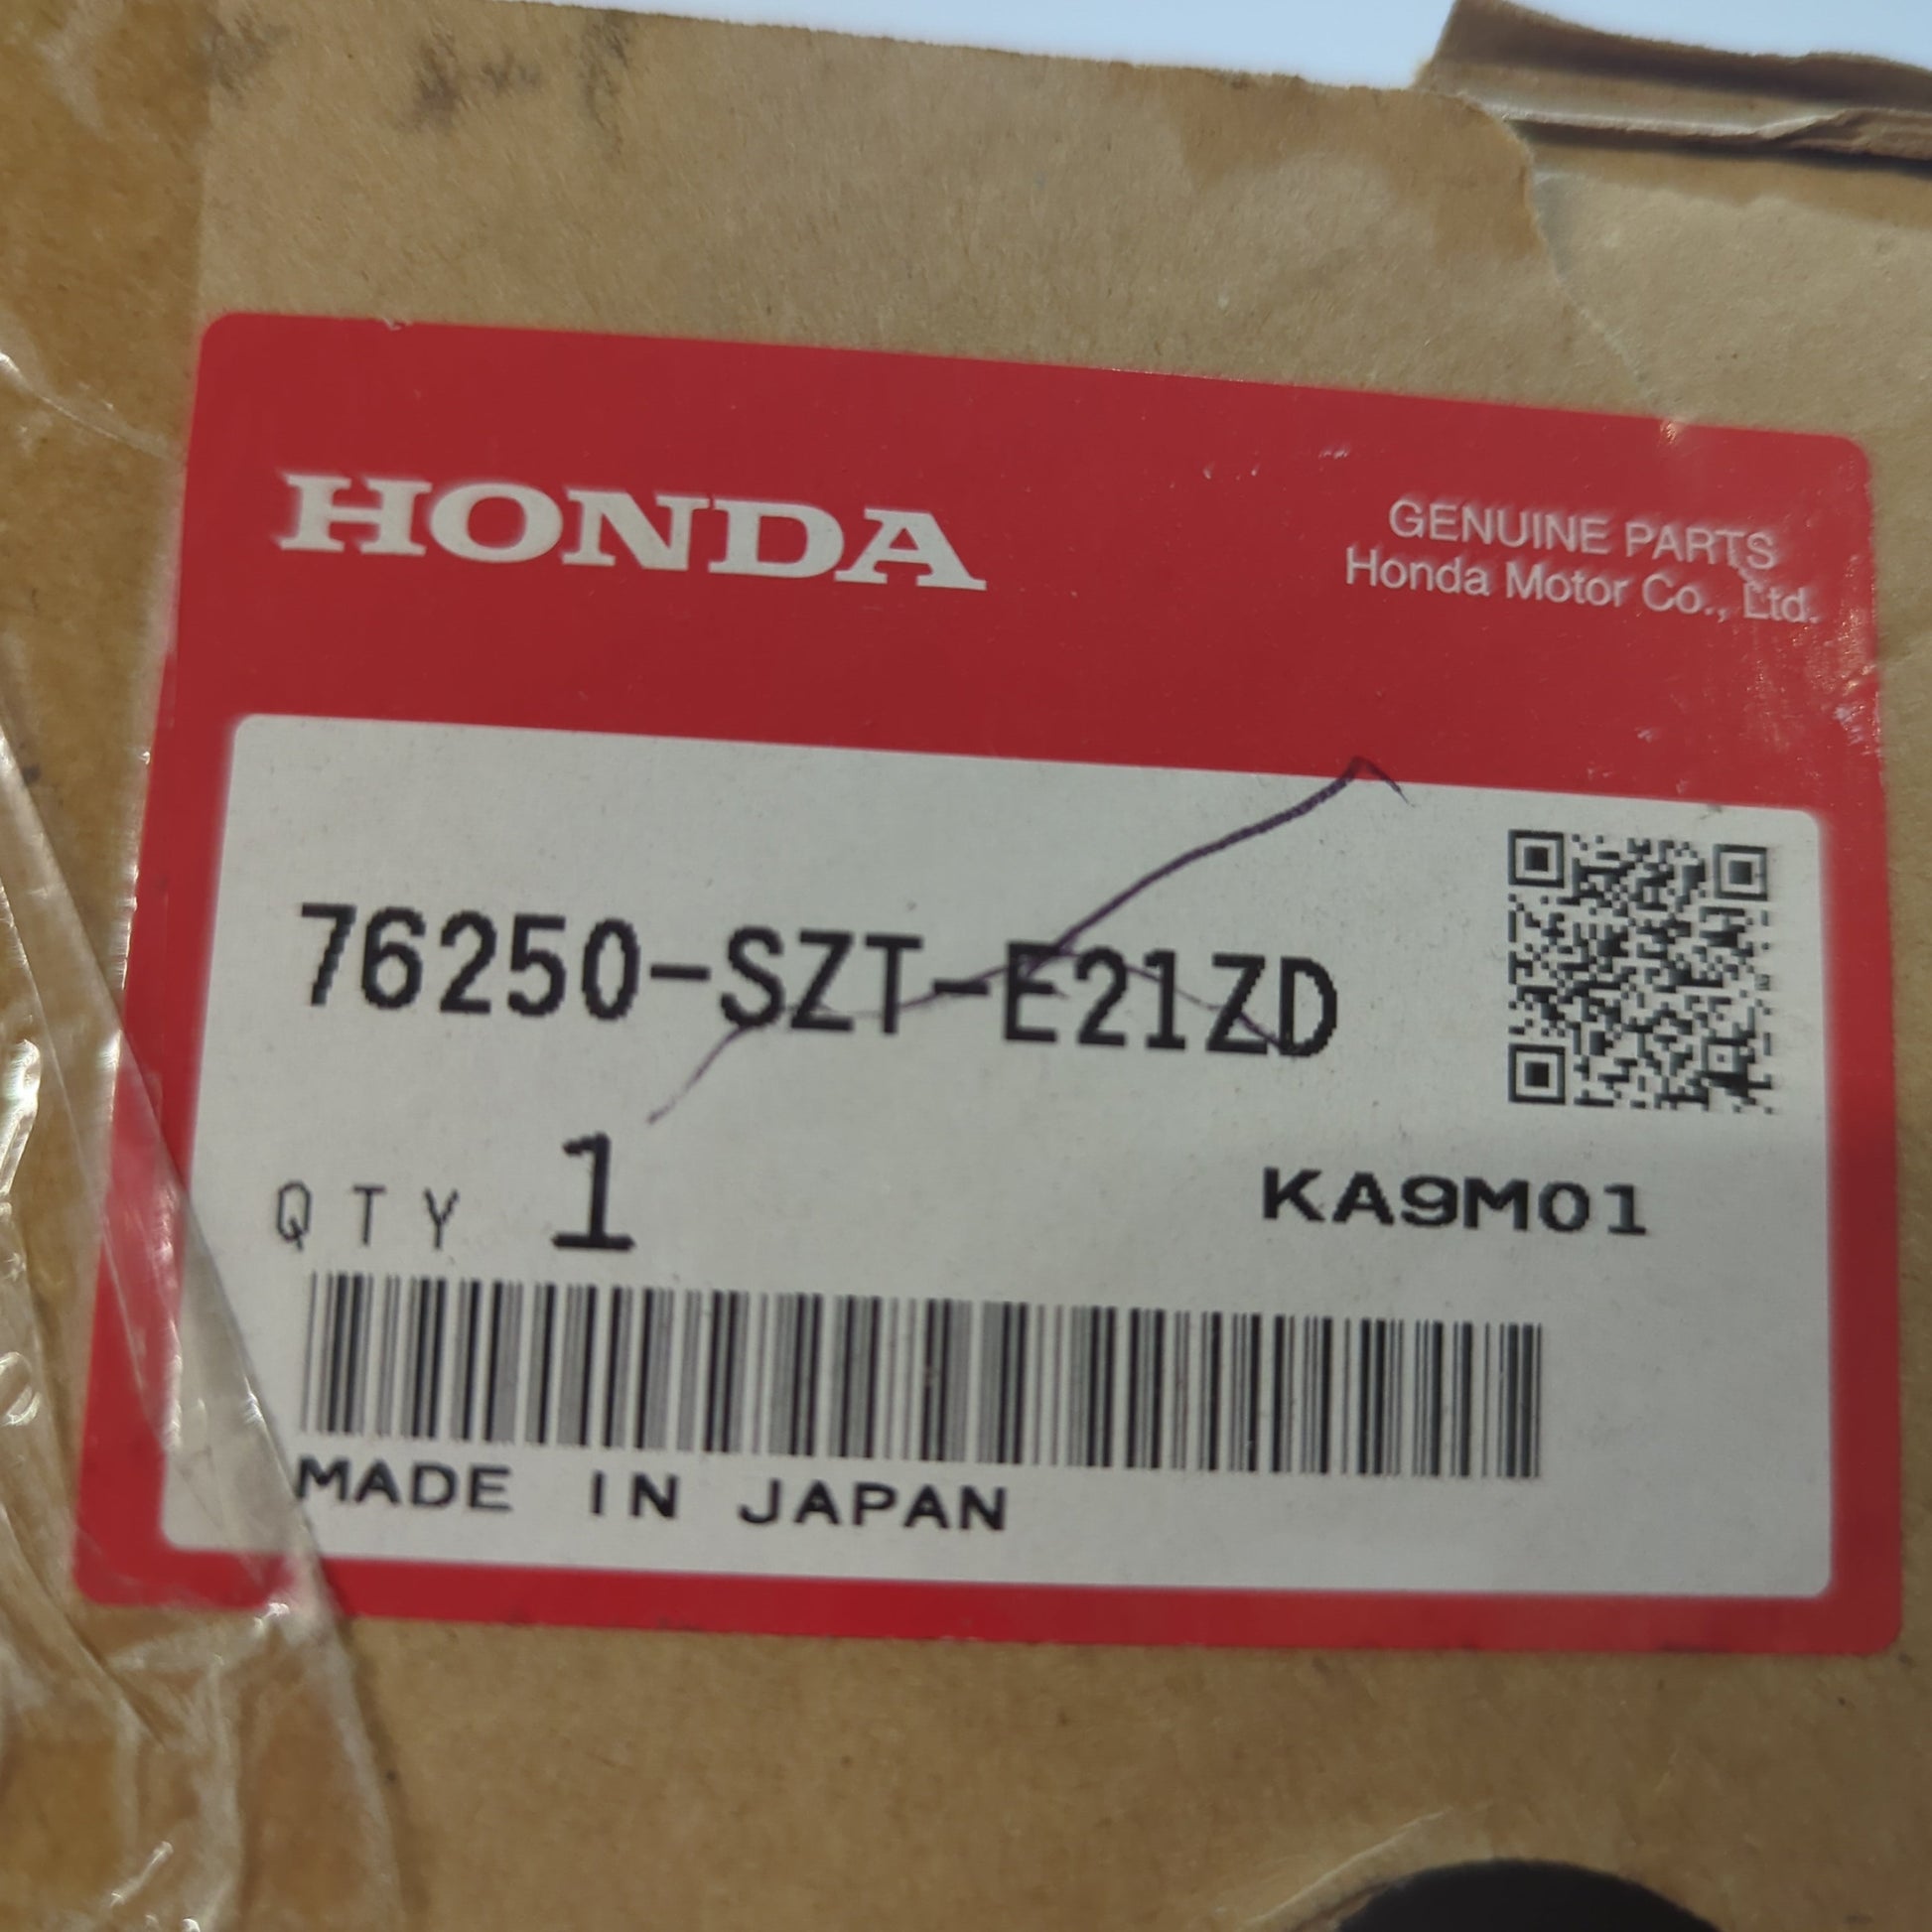 HONDA
GENUINE PARTS
Honda Motor Co., Ltd.
76250-SZT-E21ZD
QTY 1
KA9M01
MADE IN JAPAN